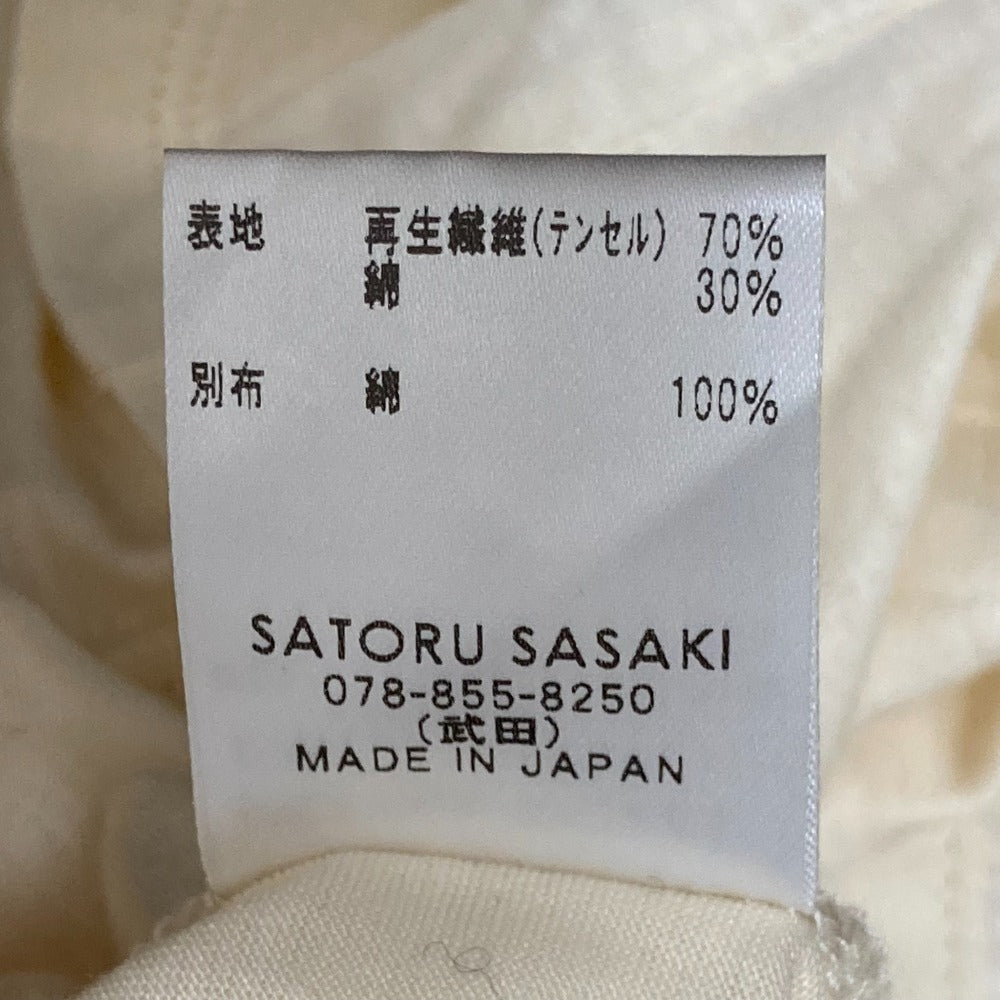 表地 再生繊維(テンセル) 70%
綿 30%
別布 綿 100%
SATORU SASAKI
078-855-8250
(武田)
MADE IN JAPAN